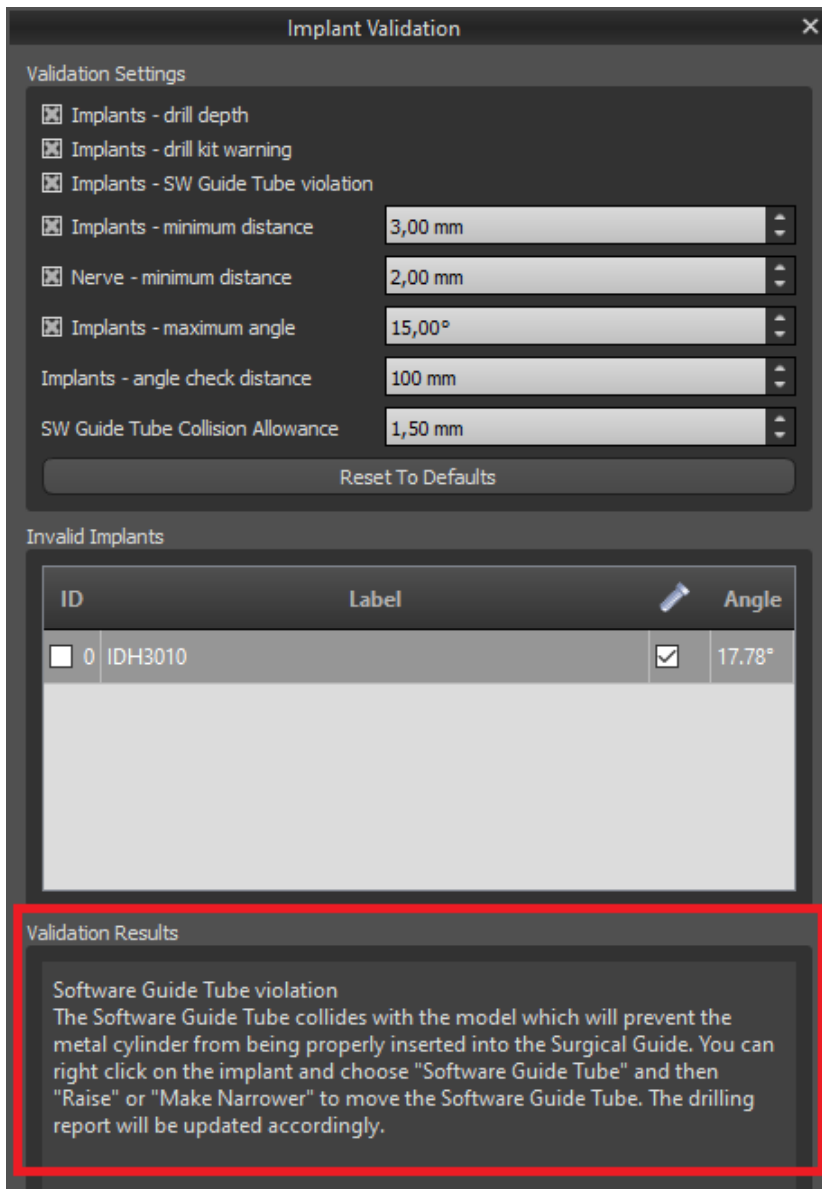 Implant Validation
Validation Settings
Implants - drill depth
Implants - drill kit warning
Implants - SW Guide Tube violation
Implants - minimum distance 3,00 mm
Nerve - minimum distance 2,00 mm
Implants - maximum angle 15,00°
Implants - angle check distance 100 mm
SW Guide Tube Collision Allowance 1,50 mm
Reset To Defaults
Invalid Implants
ID Label Angle
0 IDH3010 17.78°
Validation Results
Software Guide Tube violation
The Software Guide Tube collides with the model which will prevent the
metal cylinder from being properly inserted into the Surgical Guide. You can
right click on the implant and choose "Software Guide Tube" and then
"Raise" or "Make Narrower" to move the Software Guide Tube. The drilling
report will be updated accordingly.